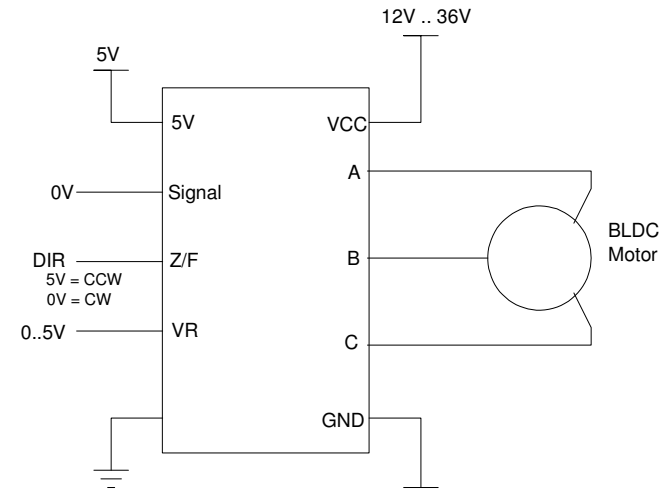 12V .. 36V
5V
5V
VCC
A
0V
Signal
BLDC
Motor
DIR
Z/F
B
5V = CCW
0V = CW
0..5V
VR
C
GND